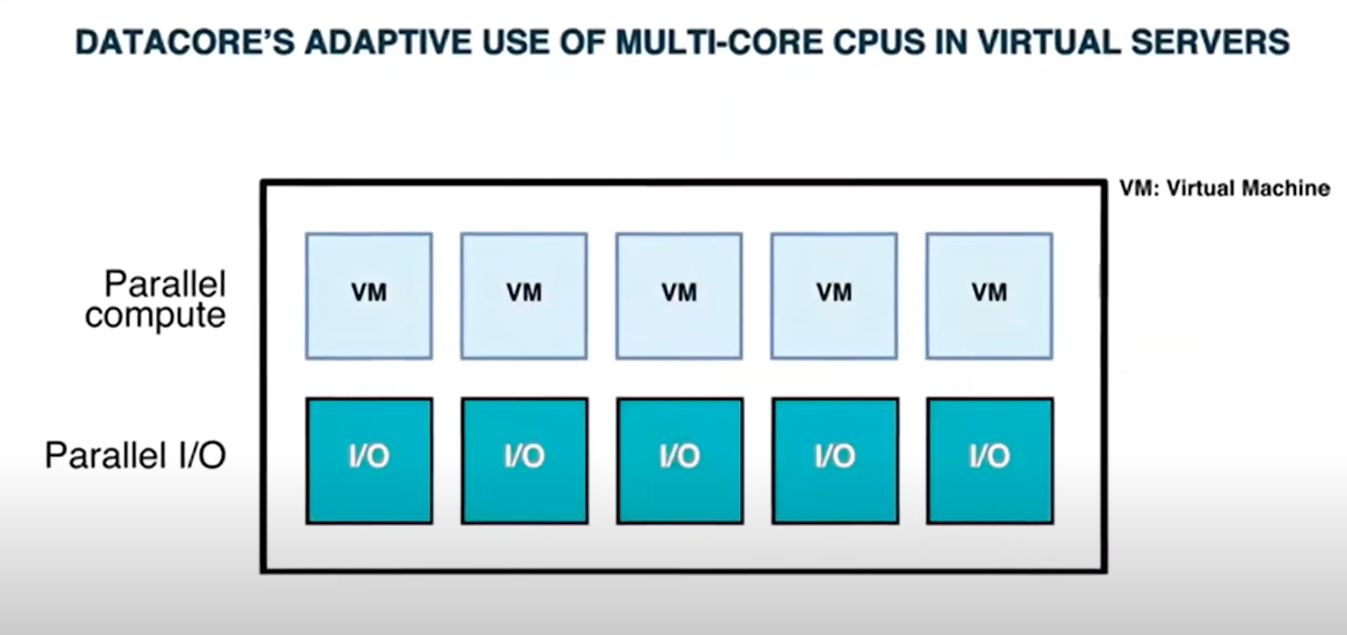 DATACORE'S ADAPTIVE USE OF MULTI-CORE CPUS IN VIRTUAL SERVERS
VM: Virtual Machine
Parallel
compute
VM VM VM VM VM
Parallel I/O
I/O I/O I/O I/O I/O